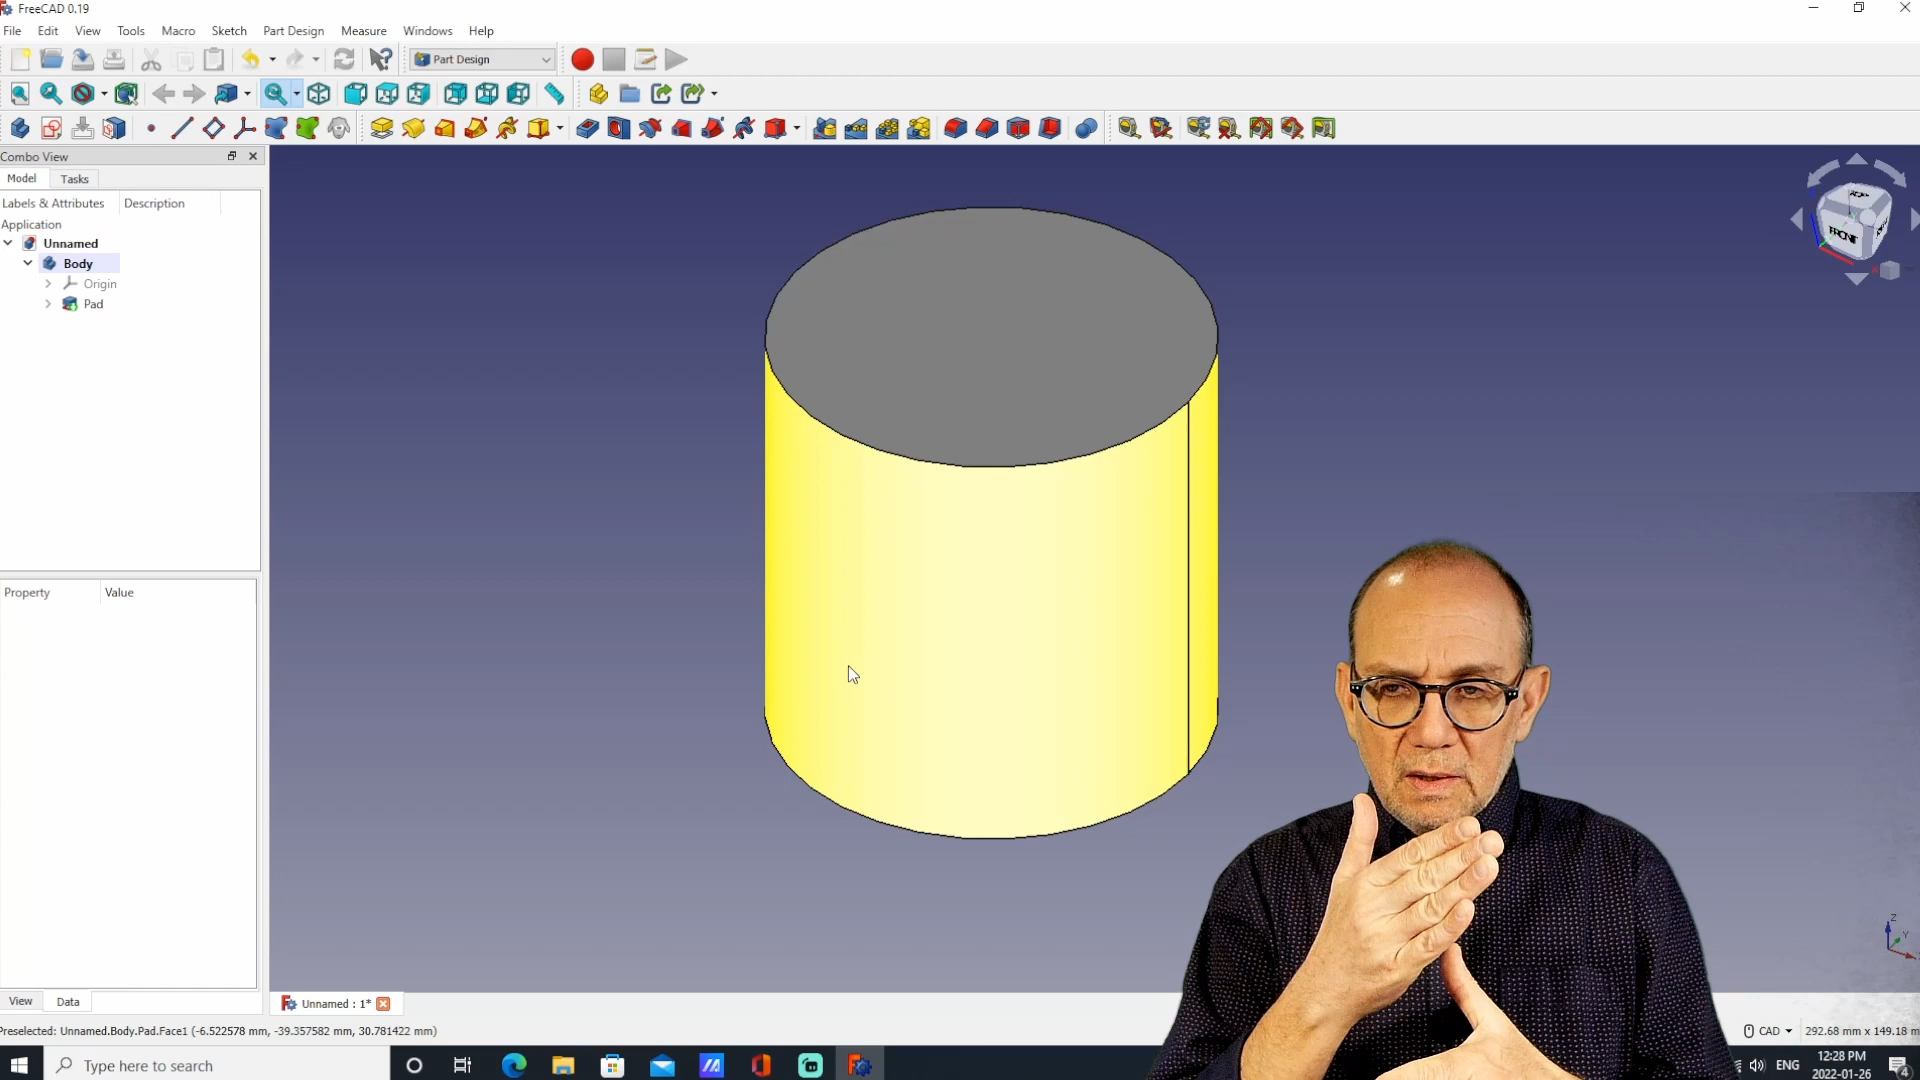 FreeCAD 0.19
File Edit View Tools Macro Sketch Part Design Measure Windows Help
Part Design
Combo View
Model Tasks
Labels & Attributes Description
Application
Unnamed
Body
Origin
Pad
TOP
FRONT
Property Value
Z
Y
View Data
Unnamed : 1*
Preselected: Unnamed.Body.Pad.Face1 (-6.522578 mm, -39.357582 mm, 30.781422 mm)
CAD 292.68 mm x 149.18 m
Type here to search
ENG
12:28 PM
2022-01-26
4